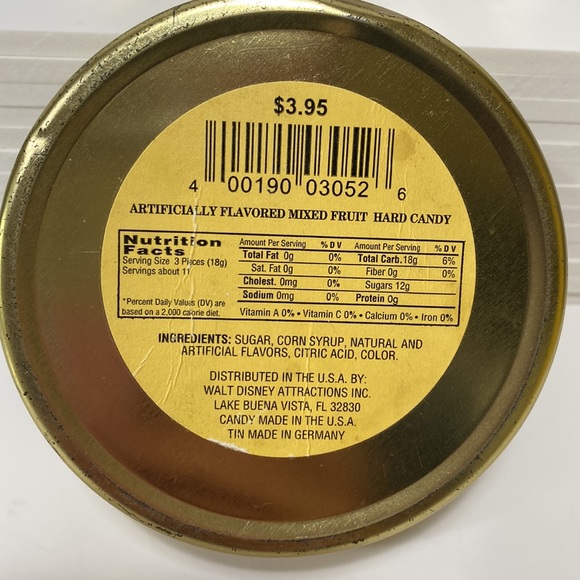 $3.95
4 00190 03052 6
ARTIFICIALLY FLAVORED MIXED FRUIT HARD CANDY
Nutrition Facts
Serving Size 3 Pieces (18g)
Servings about 11
*Percent Daily Values (DV) are
based on a 2,000 calorie diet.
Amount Per Serving % D V
Total Fat 0g 0%
Sat. Fat 0g 0%
Cholest. 0mg 0%
Sodium 0mg 0%
Amount Per Serving % D V
Total Carb. 18g 6%
Fiber 0g 0%
Sugars 12g
Protein 0g
Vitamin A 0% • Vitamin C 0% • Calcium 0% • Iron 0%
INGREDIENTS: SUGAR, CORN SYRUP, NATURAL AND
ARTIFICIAL FLAVORS, CITRIC ACID, COLOR.
DISTRIBUTED IN THE U.S.A. BY:
WALT DISNEY ATTRACTIONS INC.
LAKE BUENA VISTA, FL 32830
CANDY MADE IN THE U.S.A.
TIN MADE IN GERMANY